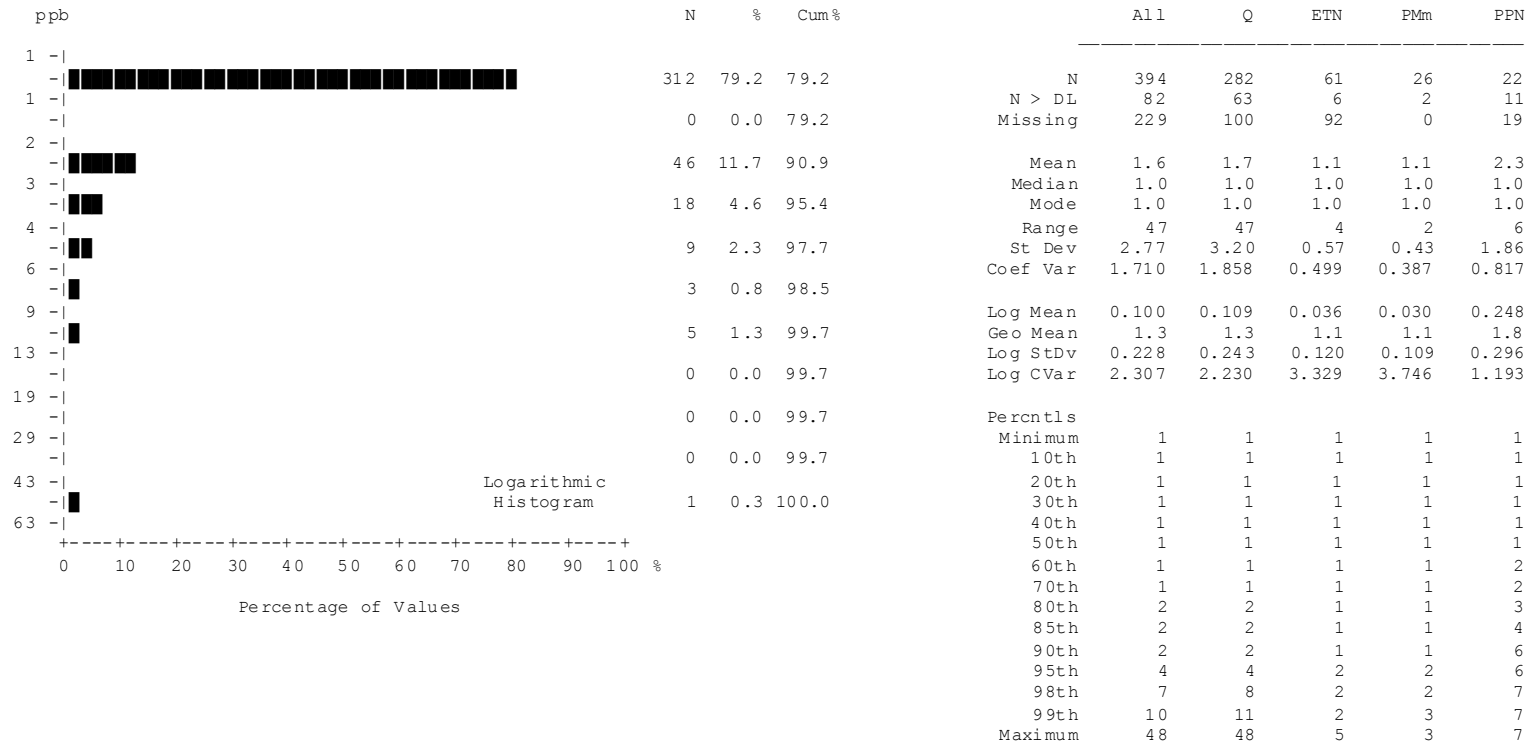 ppb N % Cum% All Q ETN PMm PPN
1
312 79.2 79.2 N 394 282 61 26 22
1 N > DL 82 63 6 2 11
0 0.0 79.2 Missing 229 100 92 0 19
2
46 11.7 90.9 Mean 1.6 1.7 1.1 1.1 2.3
3 Median 1.0 1.0 1.0 1.0 1.0
18 4.6 95.4 Mode 1.0 1.0 1.0 1.0 1.0
4 Range 47 47 4 2 6
9 2.3 97.7 St Dev 2.77 3.20 0.57 0.43 1.86
6 Coef Var 1.710 1.858 0.499 0.387 0.817
3 0.8 98.5
9 Log Mean 0.100 0.109 0.036 0.030 0.248
5 1.3 99.7 Geo Mean 1.3 1.3 1.1 1.1 1.8
13 Log StDv 0.228 0.243 0.120 0.109 0.296
0 0.0 99.7 Log CVar 2.307 2.230 3.329 3.746 1.193
19
0 0.0 99.7 Percntls
29 Minimum 1 1 1 1 1
0 0.0 99.7 10th 1 1 1 1 1
43 Logarithmic 20th 1 1 1 1 1
Histogram 1 0.3 100.0 30th 1 1 1 1 1
63 40th 1 1 1 1 1
50th 1 1 1 1 1
0 10 20 30 40 50 60 70 80 90 100 % 60th 1 1 1 1 2
70th 1 1 1 1 2
Percentage of Values 80th 2 2 1 1 3
85th 2 2 1 1 4
90th 2 2 1 1 6
95th 4 4 2 2 6
98th 7 8 2 2 7
99th 10 11 2 3 7
Maximum 48 48 5 3 7